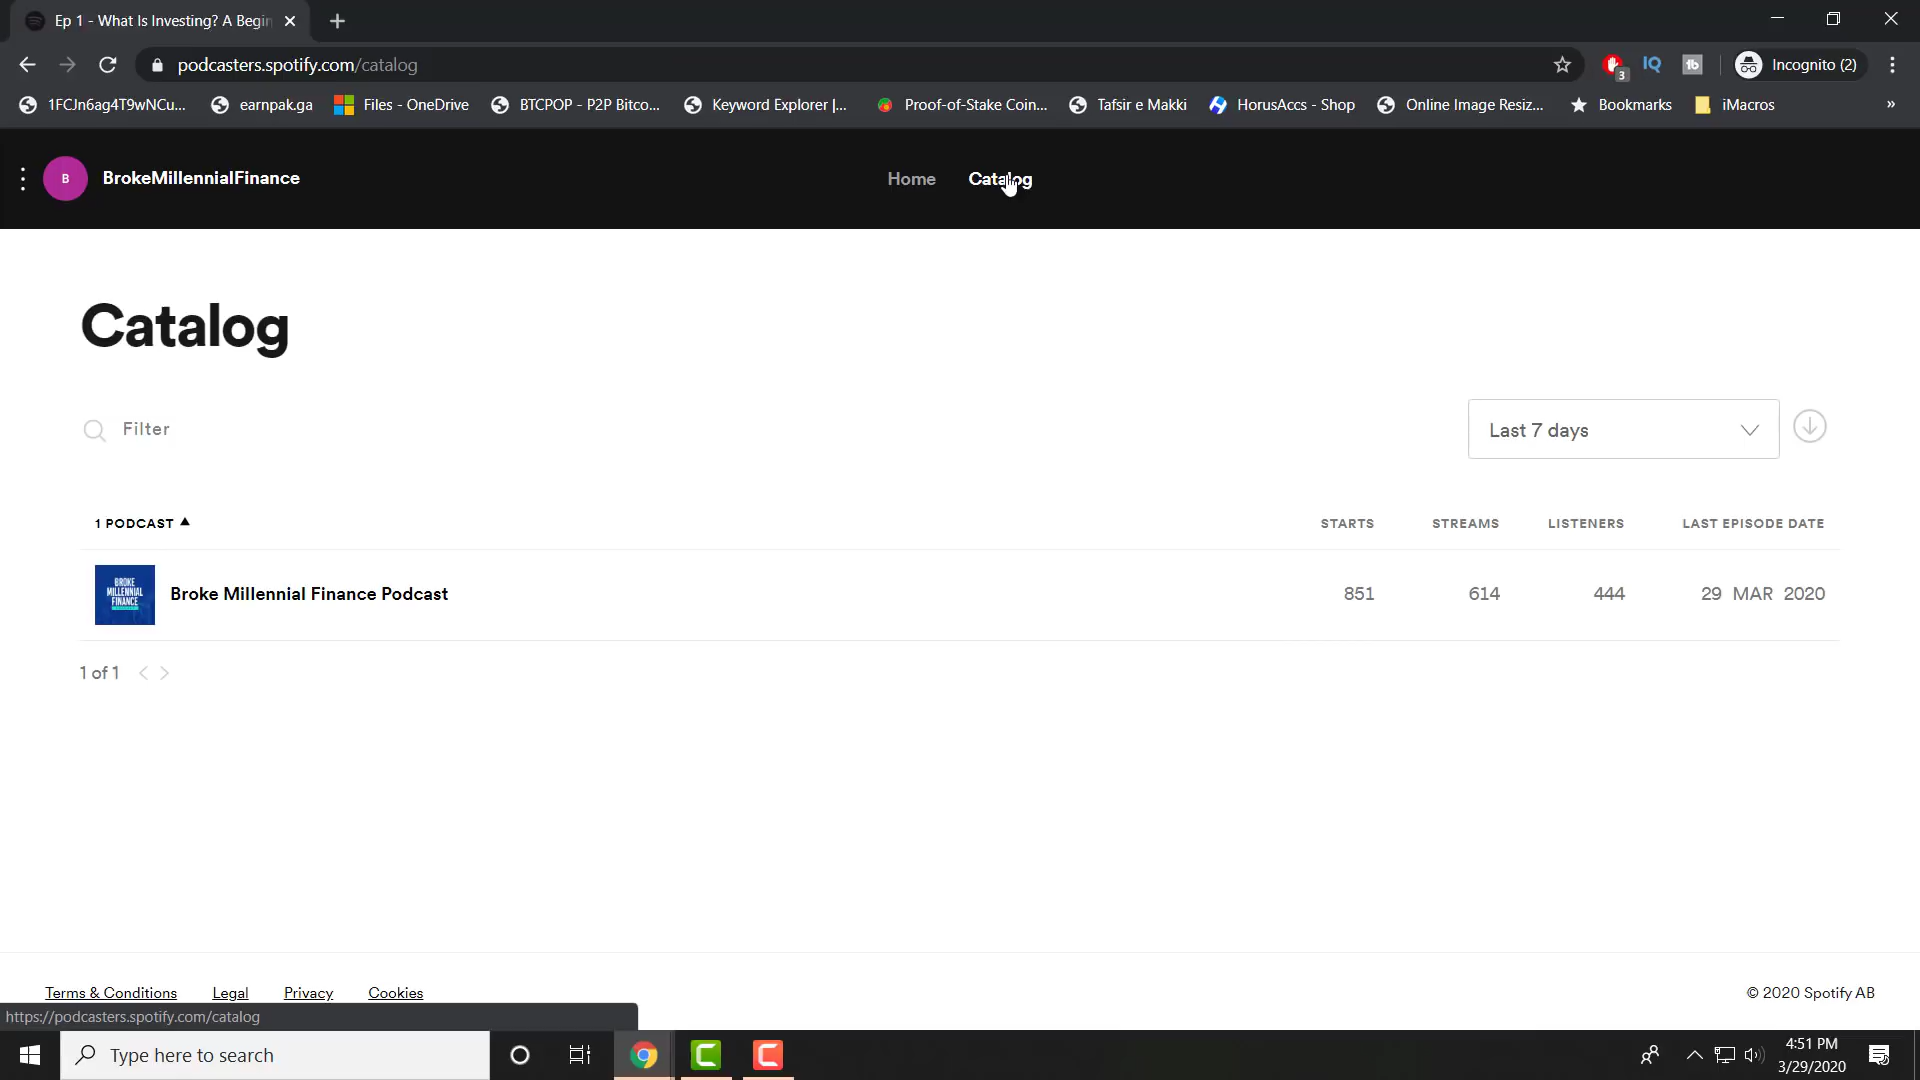 Ep 1 - What Is Investing? A Begin
podcasters.spotify.com/catalog
3
IQ
tb
Incognito (2)
1FCJn6ag4T9wNCu...
earnpak.ga
Files - OneDrive
BTCPOP - P2P Bitco...
Keyword Explorer |...
Proof-of-Stake Coin...
Tafsir e Makki
HorusAccs - Shop
Online Image Resiz...
Bookmarks
iMacros
»
B
BrokeMillennialFinance
Home
Catalog
Catalog
Filter
Last 7 days
1 PODCAST
STARTS
STREAMS
LISTENERS
LAST EPISODE DATE
BROKE
MILLENNIAL
FINANCE
Broke Millennial Finance Podcast
851
614
444
29 MAR 2020
1 of 1
Terms & Conditions
Legal
Privacy
Cookies
© 2020 Spotify AB
https://podcasters.spotify.com/catalog
Type here to search
4:51 PM
3/29/2020